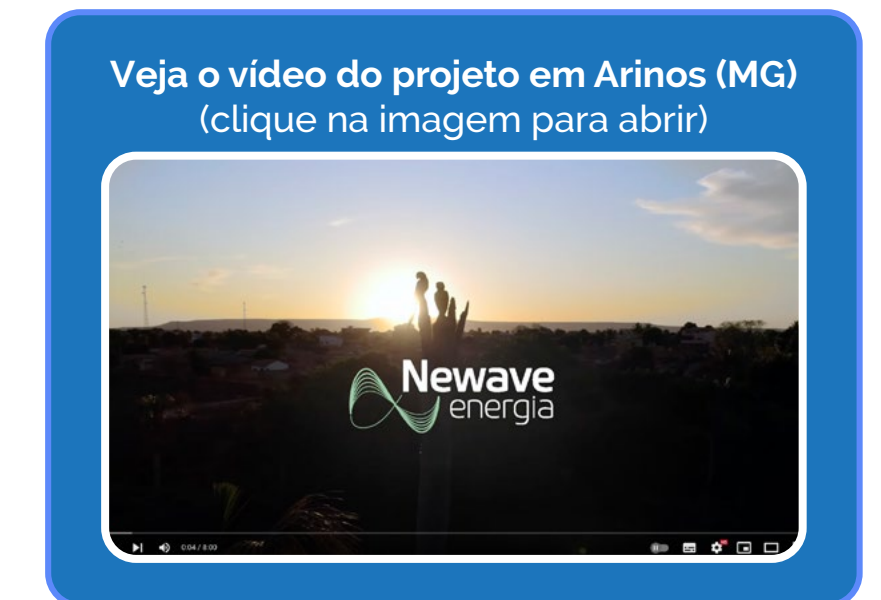 Veja o vídeo do projeto em Arinos (MG)
(clique na imagem para abrir)
Newave
energia
0:04 / 8:00